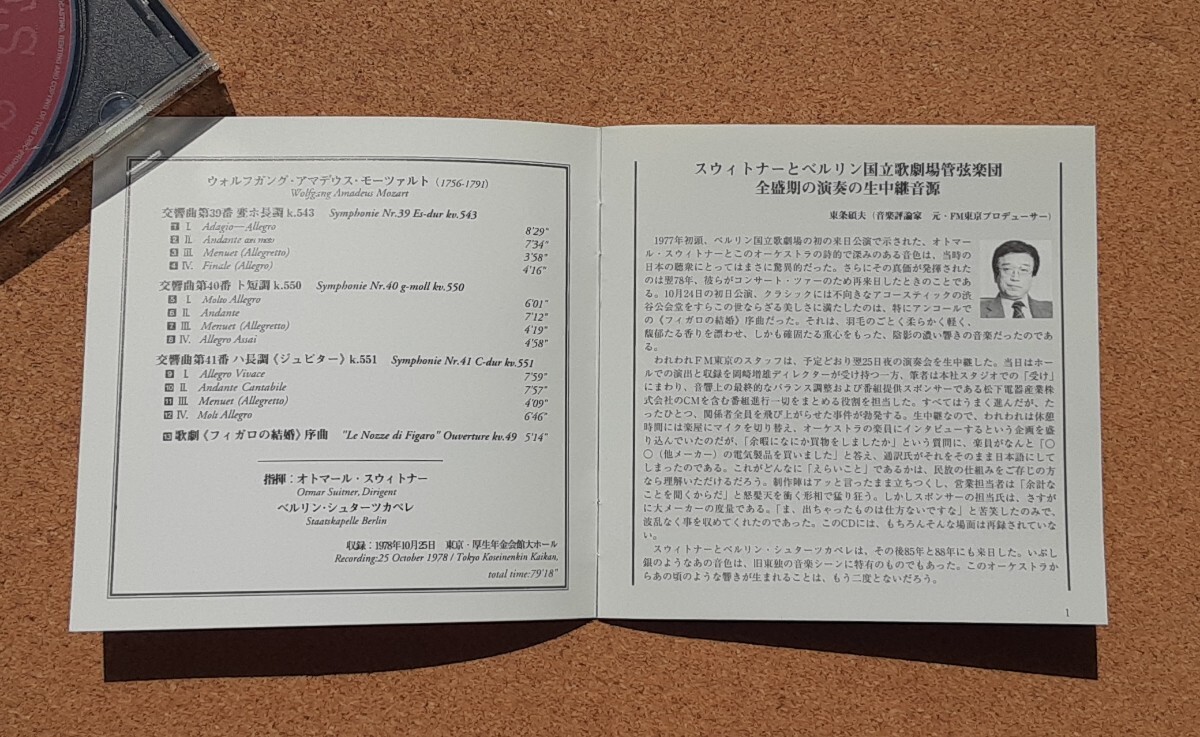 CASTING, RENTING AND COPYING OF THIS DISC PROHIBITED
ウォルフガング・アマデウス・モーツァルト (1756-1791)
Wolfgang Amadeus Mozart
交響曲第39番 変ホ長調 k.543 Symphonie Nr.39 Es-dur kv.543
1 I. Adagio—Allegro 8'29"
2 II. Andante con moto 7'34"
3 III. Menuet (Allegretto) 3'58"
4 IV. Finale (Allegro) 4'16"
交響曲第40番 ト短調 k.550 Symphonie Nr.40 g-moll kv.550
5 I. Molto Allegro 6'01"
6 II. Andante 7'12"
7 III. Menuet (Allegretto) 4'19"
8 IV. Allegro Assai 4'58"
交響曲第41番 ハ長調《ジュピター》k.551 Symphonie Nr.41 C-dur kv.551
9 I. Allegro Vivace 7'59"
10 II. Andante Cantabile 7'57"
11 III. Menuet (Allegretto) 4'09"
12 IV. Molt Allegro 6'46"
13 歌劇《フィガロの結婚》序曲 "Le Nozze di Figaro" Ouverture kv.49 5'14"
指揮：オトマール・スウィトナー
Otmar Suitner, Dirigent
ベルリン・シュターツカペレ
Staatskapelle Berlin
収録：1978年10月25日 東京・厚生年金会館大ホール
Recording:25 October 1978 / Tokyo Koseinenkin Kaikan,
total time:79'18"
スウィトナーとベルリン国立歌劇場管弦楽団
全盛期の演奏の生中継音源
東条碩夫（音楽評論家 元・FM東京プロデューサー）
1977年初頭、ベルリン国立歌劇場の初の来日公演で示された、オトマー
ル・スウィトナーとこのオーケストラの詩的で深みのある音色は、当時の
日本の聴衆にとってはまさに驚異的だった。さらにその真価が発揮された
のは翌78年、彼らがコンサート・ツァーのため再来日したときのことであ
る。10月24日の初日公演、クラシックには不向きなアコースティックの渋
谷公会堂をすらこの世ならざる美しさに満たしたのは、特にアンコールで
の《フィガロの結婚》序曲だった。それは、羽毛のごとく柔らかく軽く、
馥郁たる香りを漂わせ、しかも確固たる重心をもった、陰影の濃い響きの音楽だったのであ
る。
われわれＦＭ東京のスタッフは、予定どおり翌25日夜の演奏会を生中継した。当日はホー
ルでの演出と収録を岡崎増雄ディレクターが受け持つ一方、筆者は本社スタジオでの「受け」
にまわり、音響上の最終的なバランス調整および番組提供スポンサーである松下電器産業株
式会社のCMを含む番組進行一切をまとめる役割を担当した。すべてはうまく進んだが、た
ったひとつ、関係者全員を飛び上がらせた事件が勃発する。生中継なので、われわれは休憩
時間には楽屋にマイクを切り替え、オーケストラの楽員にインタビューするという企画を盛
り込んでいたのだが、「余暇になにか買物をしましたか」という質問に、楽員がなんと「〇
〇（他メーカー）の電気製品を買いました」と答え、通訳氏がそれをそのまま日本語にして
しまったのである。これがどんなに「えらいこと」であるかは、民放の仕組みをご存じの方
なら理解いただけるだろう。制作陣はアッと言ったまま立ちつくし、営業担当者は「余計な
ことを聞くからだ」と怒髪天を衝く形相で猛り狂う。しかしスポンサーの担当氏は、さすが
に大メーカーの度量である。「ま、出ちゃったものは仕方ないですな」と苦笑したのみで、
波乱なく事を収めてくれたのであった。このCDには、もちろんそんな場面は再録されていな
い。
スウィトナーとベルリン・シュターツカペレは、その後85年と88年にも来日した。いぶし
銀のようなあの音色は、旧東独の音楽シーンに特有のものでもあった。このオーケストラか
らあの頃のような響きが生まれることは、もう二度とないだろう。
1